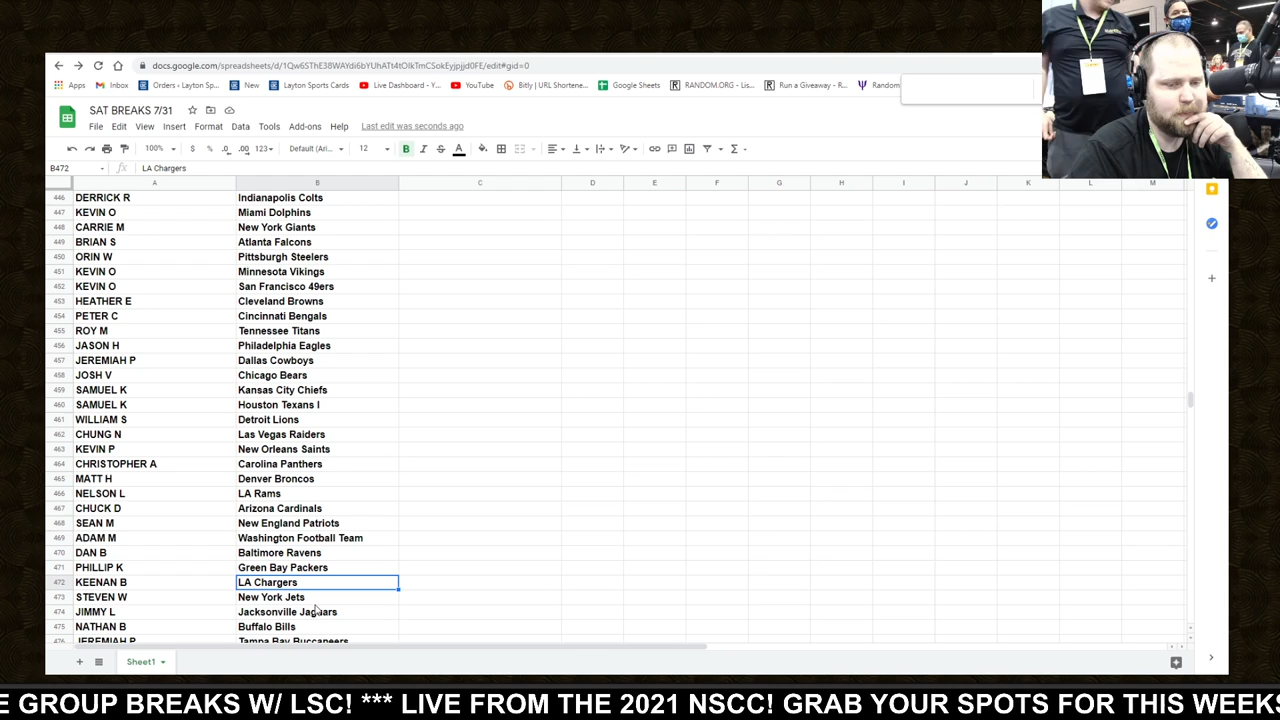 docs.google.com/spreadsheets/d/1Qw6SThE38WAYdi6bYUhATt4tOIkTmCSokEyjpjjd0FE/edit#gid=0
Apps Inbox Orders ‹ Layton Sp... New Layton Sports Cards Live Dashboard - Y... YouTube Bitly | URL Shortene... Google Sheets RANDOM.ORG - Lis... Run a Giveaway - R... Random
SAT BREAKS 7/31
File Edit View Insert Format Data Tools Add-ons Help Last edit was seconds ago
100% $ % .0 .00 123 Default (Ari... 12 B I S A
B472 fx LA Chargers
A B C D E F G H I J K L M
446 DERRICK R Indianapolis Colts
447 KEVIN O Miami Dolphins
448 CARRIE M New York Giants
449 BRIAN S Atlanta Falcons
450 ORIN W Pittsburgh Steelers
451 KEVIN O Minnesota Vikings
452 KEVIN O San Francisco 49ers
453 HEATHER E Cleveland Browns
454 PETER C Cincinnati Bengals
455 ROY M Tennessee Titans
456 JASON H Philadelphia Eagles
457 JEREMIAH P Dallas Cowboys
458 JOSH V Chicago Bears
459 SAMUEL K Kansas City Chiefs
460 SAMUEL K Houston Texans I
461 WILLIAM S Detroit Lions
462 CHUNG N Las Vegas Raiders
463 KEVIN P New Orleans Saints
464 CHRISTOPHER A Carolina Panthers
465 MATT H Denver Broncos
466 NELSON L LA Rams
467 CHUCK D Arizona Cardinals
468 SEAN M New England Patriots
469 ADAM M Washington Football Team
470 DAN B Baltimore Ravens
471 PHILLIP K Green Bay Packers
472 KEENAN B LA Chargers
473 STEVEN W New York Jets
474 JIMMY L Jacksonville Jaguars
475 NATHAN B Buffalo Bills
476 JEREMIAH P Tampa Bay Buccaneers
Sheet1
E GROUP BREAKS W/ LSC! *** LIVE FROM THE 2021 NSCC! GRAB YOUR SPOTS FOR THIS WEEKS